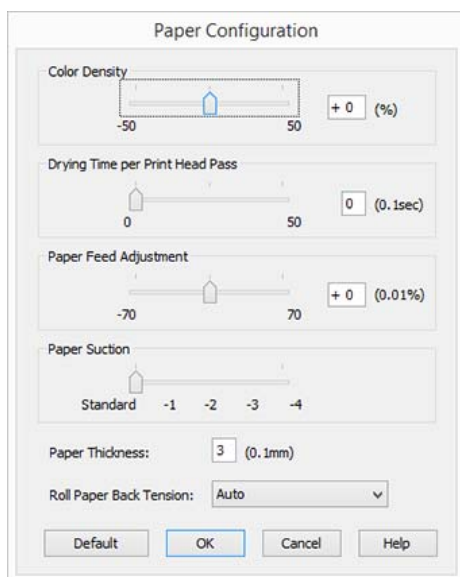 Paper Configuration
Color Density
+ 0 (%)
-50 50
Drying Time per Print Head Pass
0 (0.1sec)
0 50
Paper Feed Adjustment
+ 0 (0.01%)
-70 70
Paper Suction
Standard -1 -2 -3 -4
Paper Thickness: 3 (0.1mm)
Roll Paper Back Tension: Auto
Default OK Cancel Help